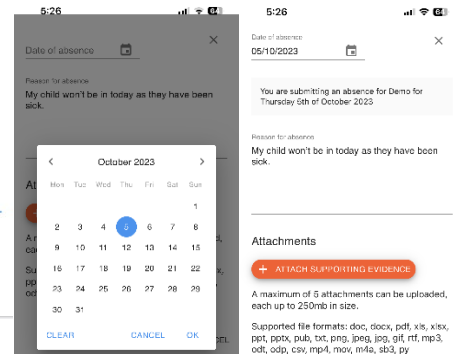 5:26
64
Date of absence
Reason for absence
My child won't be in today as they have been
sick.
October 2023
Mon Tue Wed Thu Fri Sat Sun
1
2 3 4 5 6 7 8
9 10 11 12 13 14 15
16 17 18 19 20 21 22
23 24 25 26 27 28 29
30 31
CLEAR CANCEL OK
5:26
64
Date of absence
05/10/2023
You are submitting an absence for Demo for
Thursday 5th of October 2023
Reason for absence
My child won't be in today as they have been
sick.
Attachments
+ ATTACH SUPPORTING EVIDENCE
A maximum of 5 attachments can be uploaded,
each up to 250mb in size.
Supported file formats: doc, docx, pdf, xls, xlsx,
ppt, pptx, pub, txt, png, jpeg, jpg, gif, rtf, mp3,
odt, odp, csv, mp4, mov, m4a, sb3, py